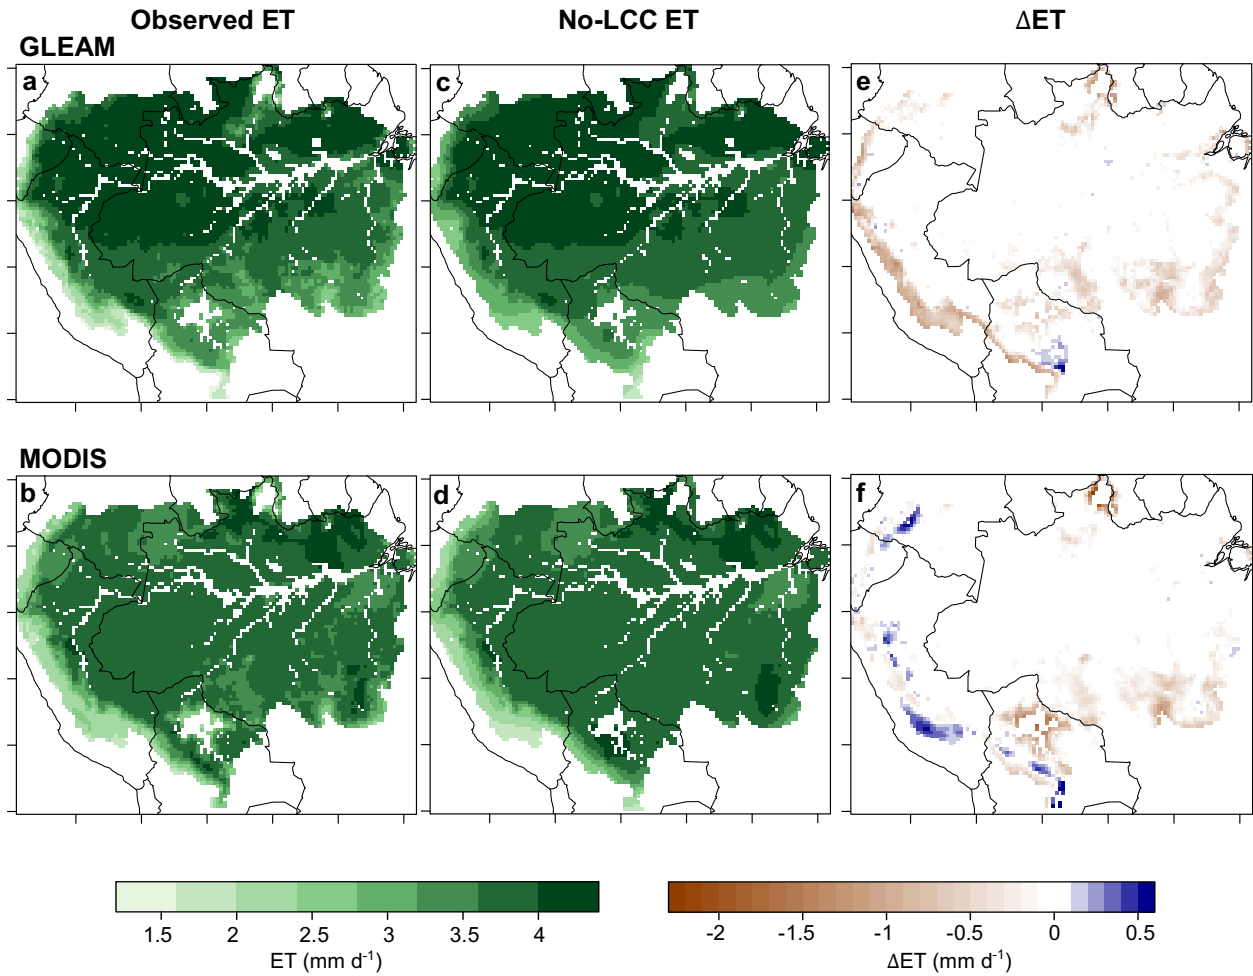 Observed ET
No-LCC ET
ΔET
GLEAM
a
c
e
MODIS
b
d
f
1.5 2 2.5 3 3.5 4
ET (mm d⁻¹)
-2 -1.5 -1 -0.5 0 0.5
ΔET (mm d⁻¹)